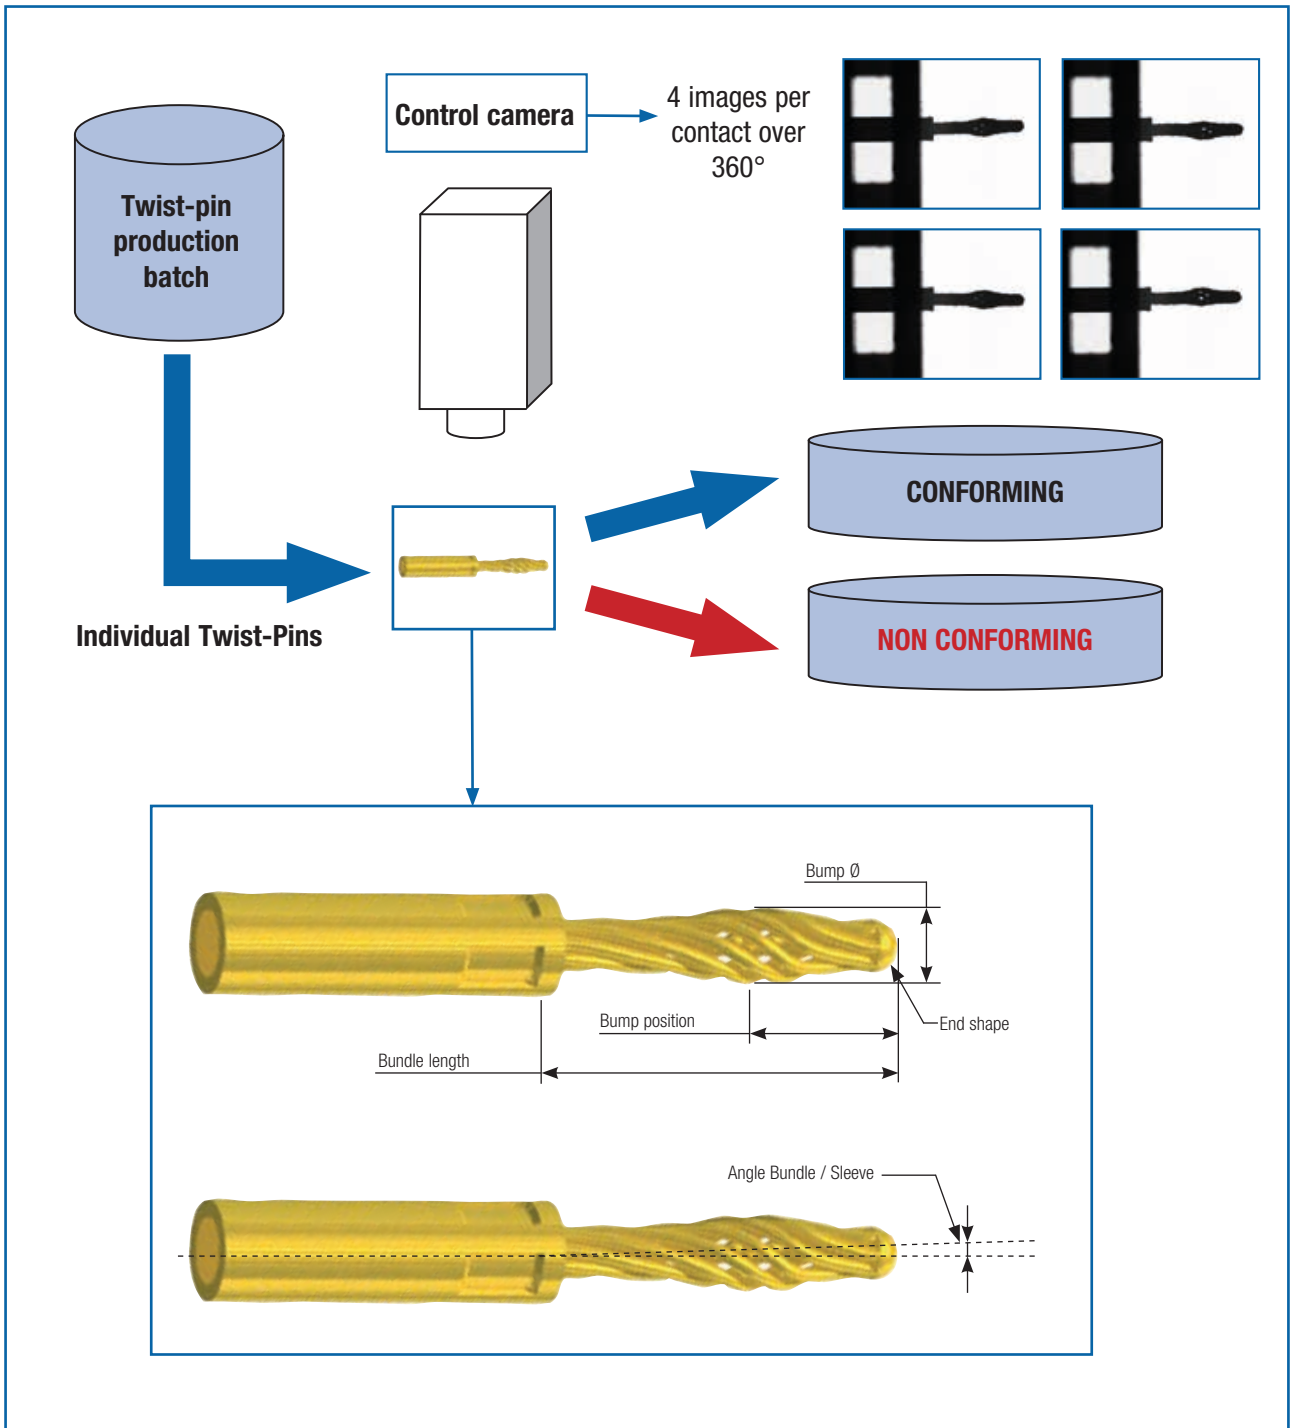 Twist-pin
production
batch
Control camera
4 images per
contact over
360°
CONFORMING
NON CONFORMING
Individual Twist-Pins
Bump Ø
Bump position
End shape
Bundle length
Angle Bundle / Sleeve